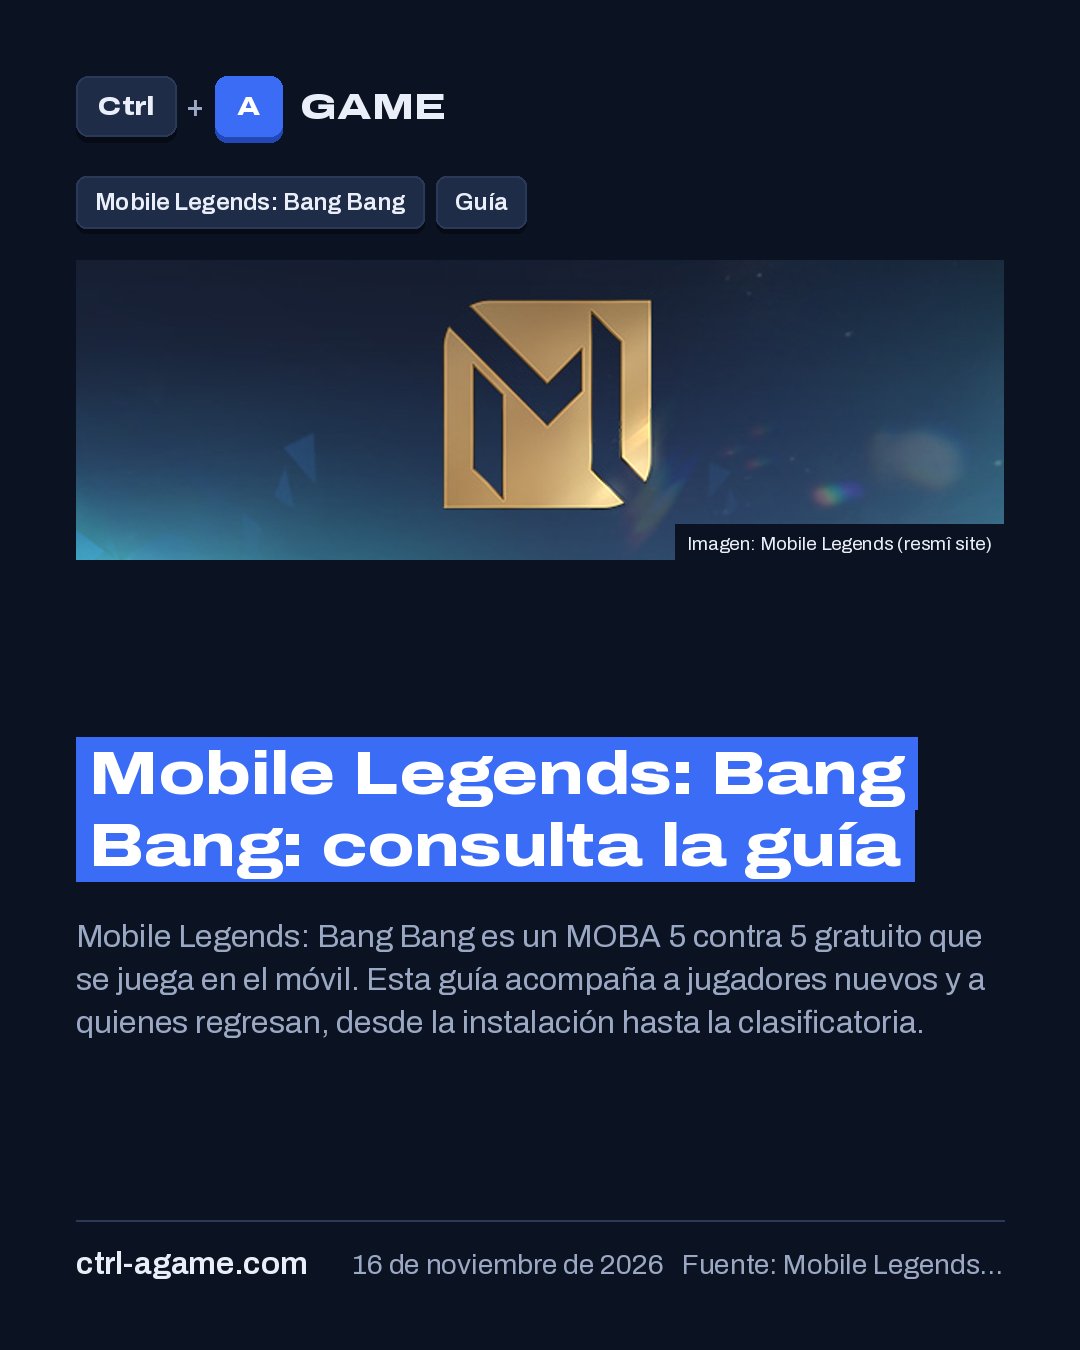 Ctrl + A GAME
Mobile Legends: Bang Bang Guía
Imagen: Mobile Legends (resmî site)
Mobile Legends: Bang
Bang: consulta la guía
Mobile Legends: Bang Bang es un MOBA 5 contra 5 gratuito que
se juega en el móvil. Esta guía acompaña a jugadores nuevos y a
quienes regresan, desde la instalación hasta la clasificatoria.
ctrl-agame.com 16 de noviembre de 2026 Fuente: Mobile Legends...